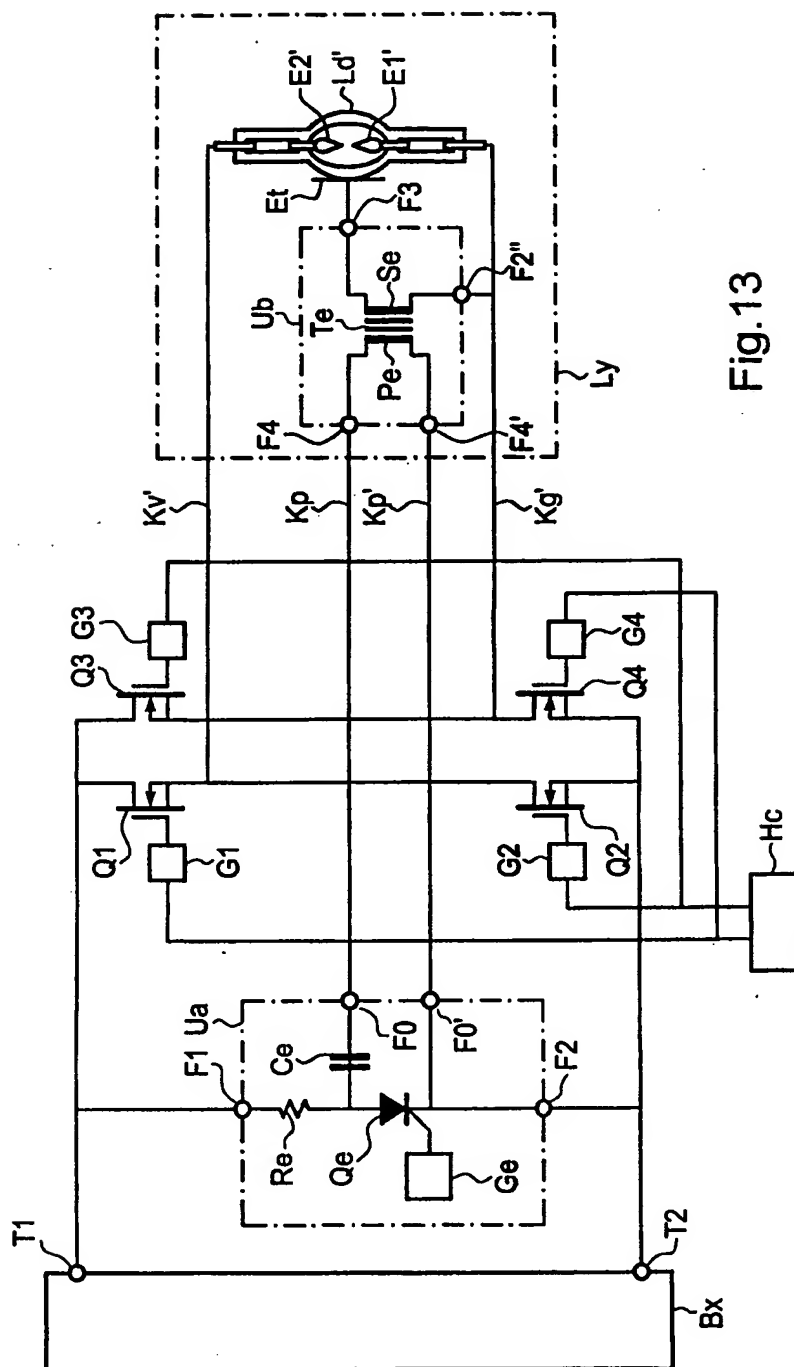 E2'
Ld'
E1'
Et
F3
Ub
Te
Se
Pe
F2"
F4
F4'
Ly
Kv'
Kp
Kp'
Kg'
Q3
G3
G4
Q4
Q1
G1
G2
Q2
Hc
Ua
F1
Ce
F0
F0'
Re
Qe
Ge
F2
T1
T2
Bx
Fig.13